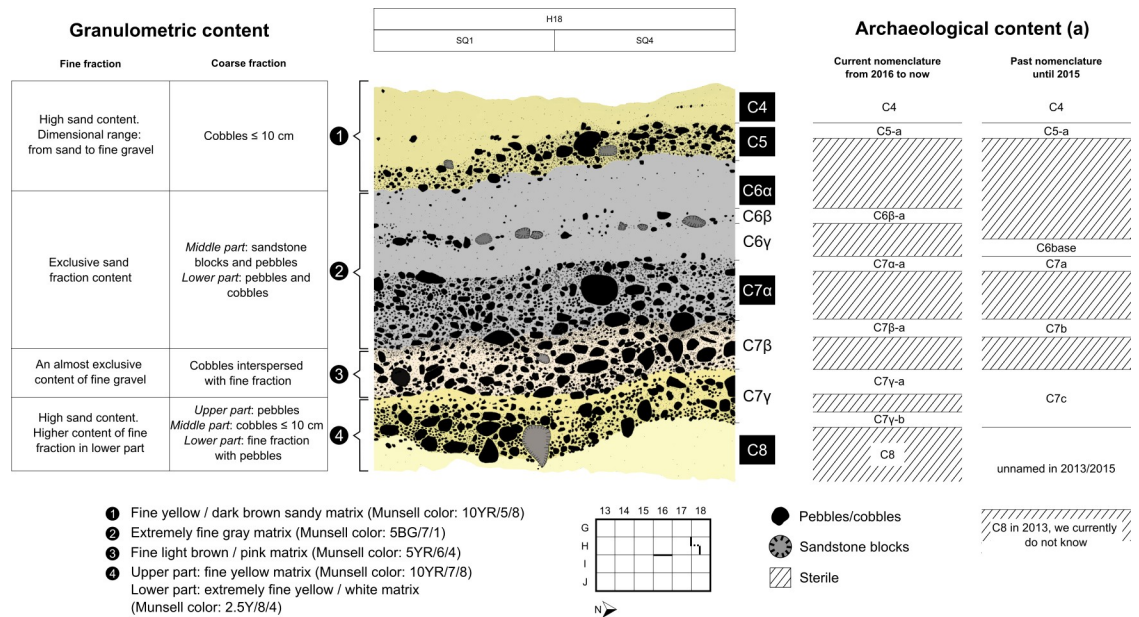 Granulometric content
Fine fraction
Coarse fraction
High sand content.
Dimensional range:
from sand to fine gravel
Cobbles ≤ 10 cm
Exclusive sand
fraction content
Middle part: sandstone
blocks and pebbles
Lower part: pebbles and
cobbles
An almost exclusive
content of fine gravel
Cobbles interspersed
with fine fraction
High sand content.
Higher content of fine
fraction in lower part
Upper part: pebbles
Middle part: cobbles ≤ 10 cm
Lower part: fine fraction
with pebbles
1
2
3
4
H18
SQ1
SQ4
C4
C5
C6α
C6β
C6γ
C7α
C7β
C7γ
C8
Archaeological content (a)
Current nomenclature
from 2016 to now
C4
C5-a
C6β-a
C7α-a
C7β-a
C7γ-a
C7γ-b
C8
Past nomenclature
until 2015
C4
C5-a
C6base
C7a
C7b
C7c
unnamed in 2013/2015
C8 in 2013, we currently
do not know
1 Fine yellow / dark brown sandy matrix (Munsell color: 10YR/5/8)
2 Extremely fine gray matrix (Munsell color: 5BG/7/1)
3 Fine light brown / pink matrix (Munsell color: 5YR/6/4)
4 Upper part: fine yellow matrix (Munsell color: 10YR/7/8)
Lower part: extremely fine yellow / white matrix
(Munsell color: 2.5Y/8/4)
13 14 15 16 17 18
G
H
I
J
N
Pebbles/cobbles
Sandstone blocks
Sterile